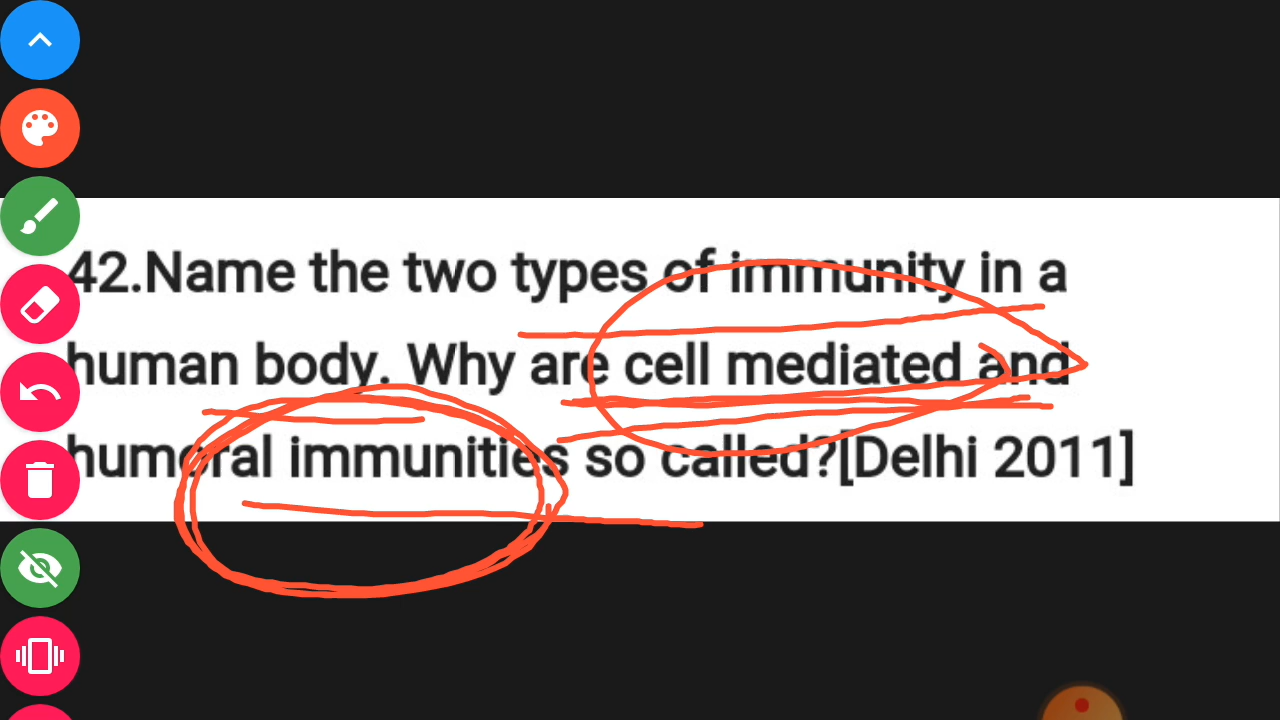 42.Name the two types of immunity in a
human body. Why are cell mediated and
humoral immunities so called?[Delhi 2011]